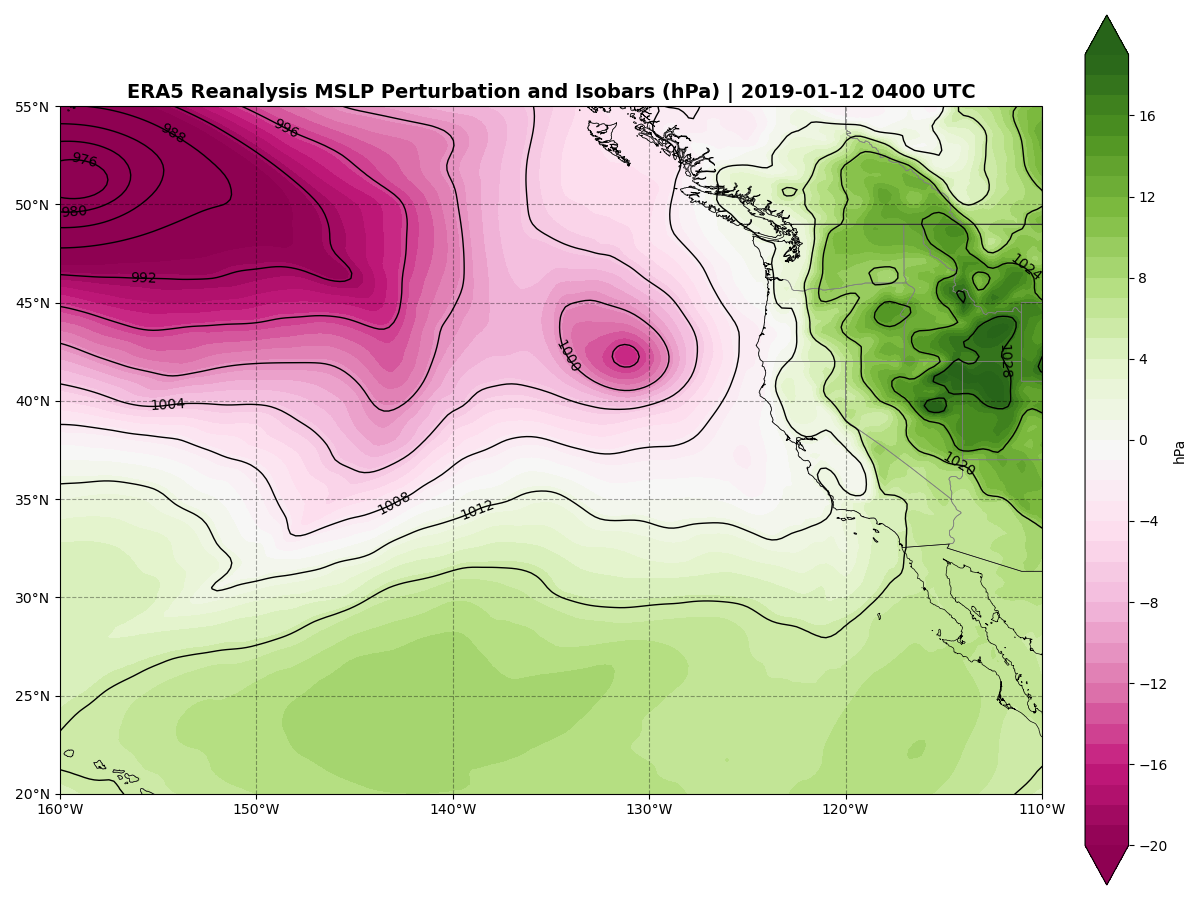 ERA5 Reanalysis MSLP Perturbation and Isobars (hPa) | 2019-01-12 0400 UTC
55°N
50°N
45°N
40°N
35°N
30°N
25°N
20°N
160°W
150°W
140°W
130°W
120°W
110°W
976
980
988
992
996
1000
1004
1008
1012
1020
1024
1028
16
12
8
4
0
−4
−8
−12
−16
−20
hPa